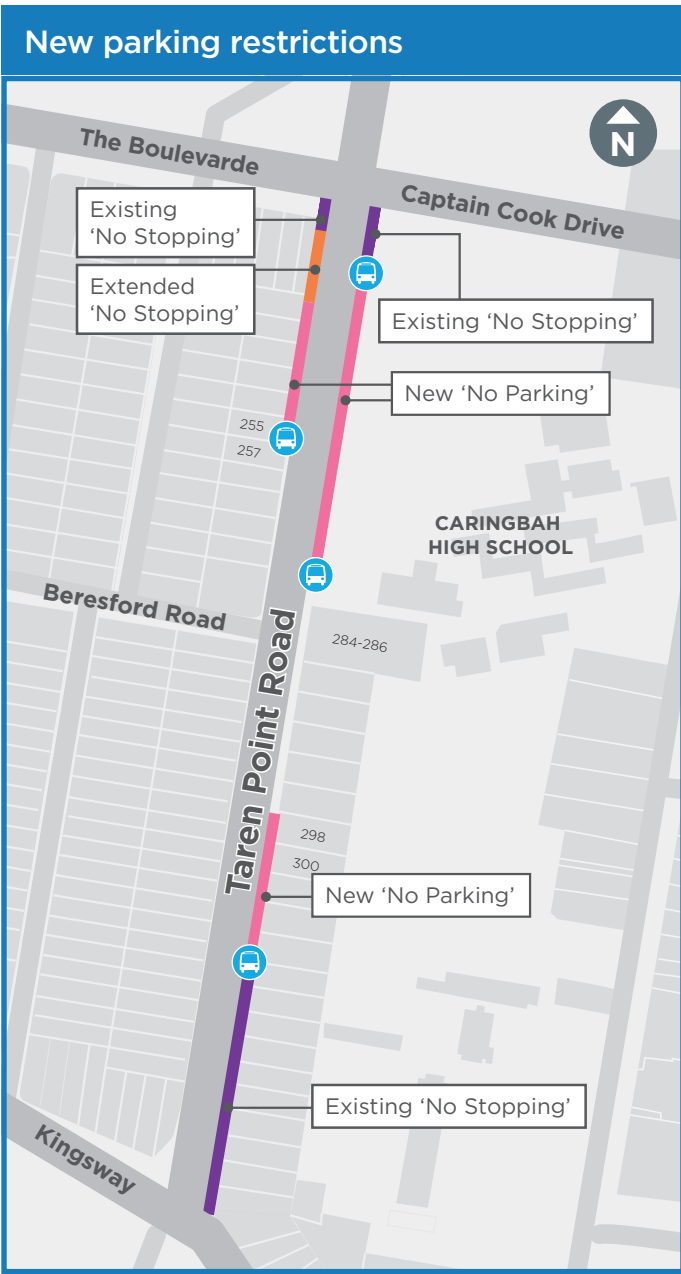 New parking restrictions
N
The Boulevarde
Captain Cook Drive
Existing
‘No Stopping’
Extended
‘No Stopping’
Existing ‘No Stopping’
New ‘No Parking’
255
257
CARINGBAH
HIGH SCHOOL
Beresford Road
284-286
Taren Point Road
298
300
New ‘No Parking’
Existing ‘No Stopping’
Kingsway